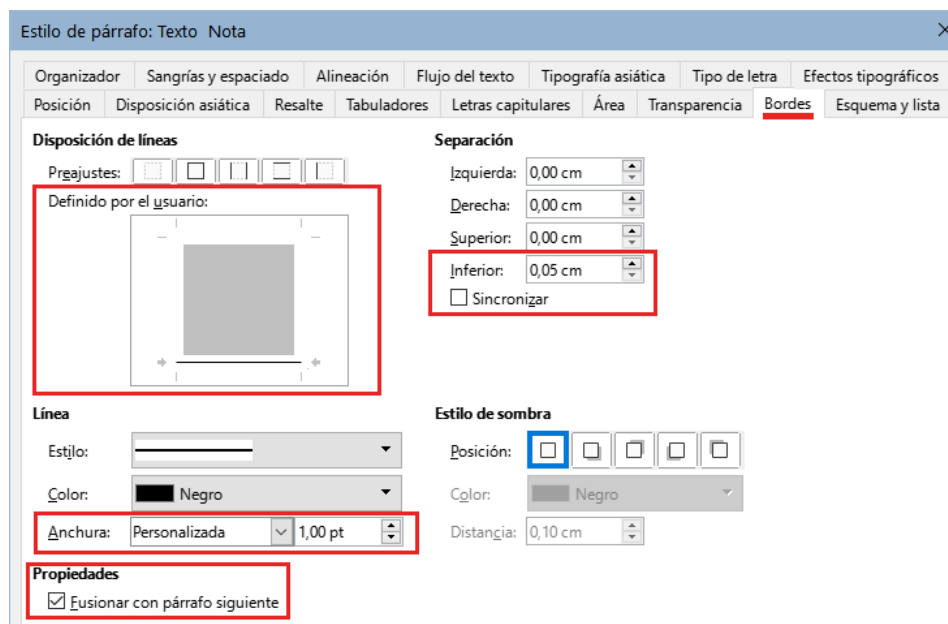 Estilo de párrafo: Texto  Nota
Organizador Sangrías y espaciado Alineación Flujo del texto Tipografía asiática Tipo de letra Efectos tipográficos
Posición Disposición asiática Resalte Tabuladores Letras capitulares Área Transparencia Bordes Esquema y lista
Disposición de líneas
Preajustes:
Definido por el usuario:
Separación
Izquierda: 0,00 cm
Derecha: 0,00 cm
Superior: 0,00 cm
Inferior: 0,05 cm
Sincronizar
Línea
Estilo:
Color: Negro
Anchura: Personalizada 1,00 pt
Estilo de sombra
Posición:
Color: Negro
Distancia: 0,10 cm
Propiedades
Fusionar con párrafo siguiente